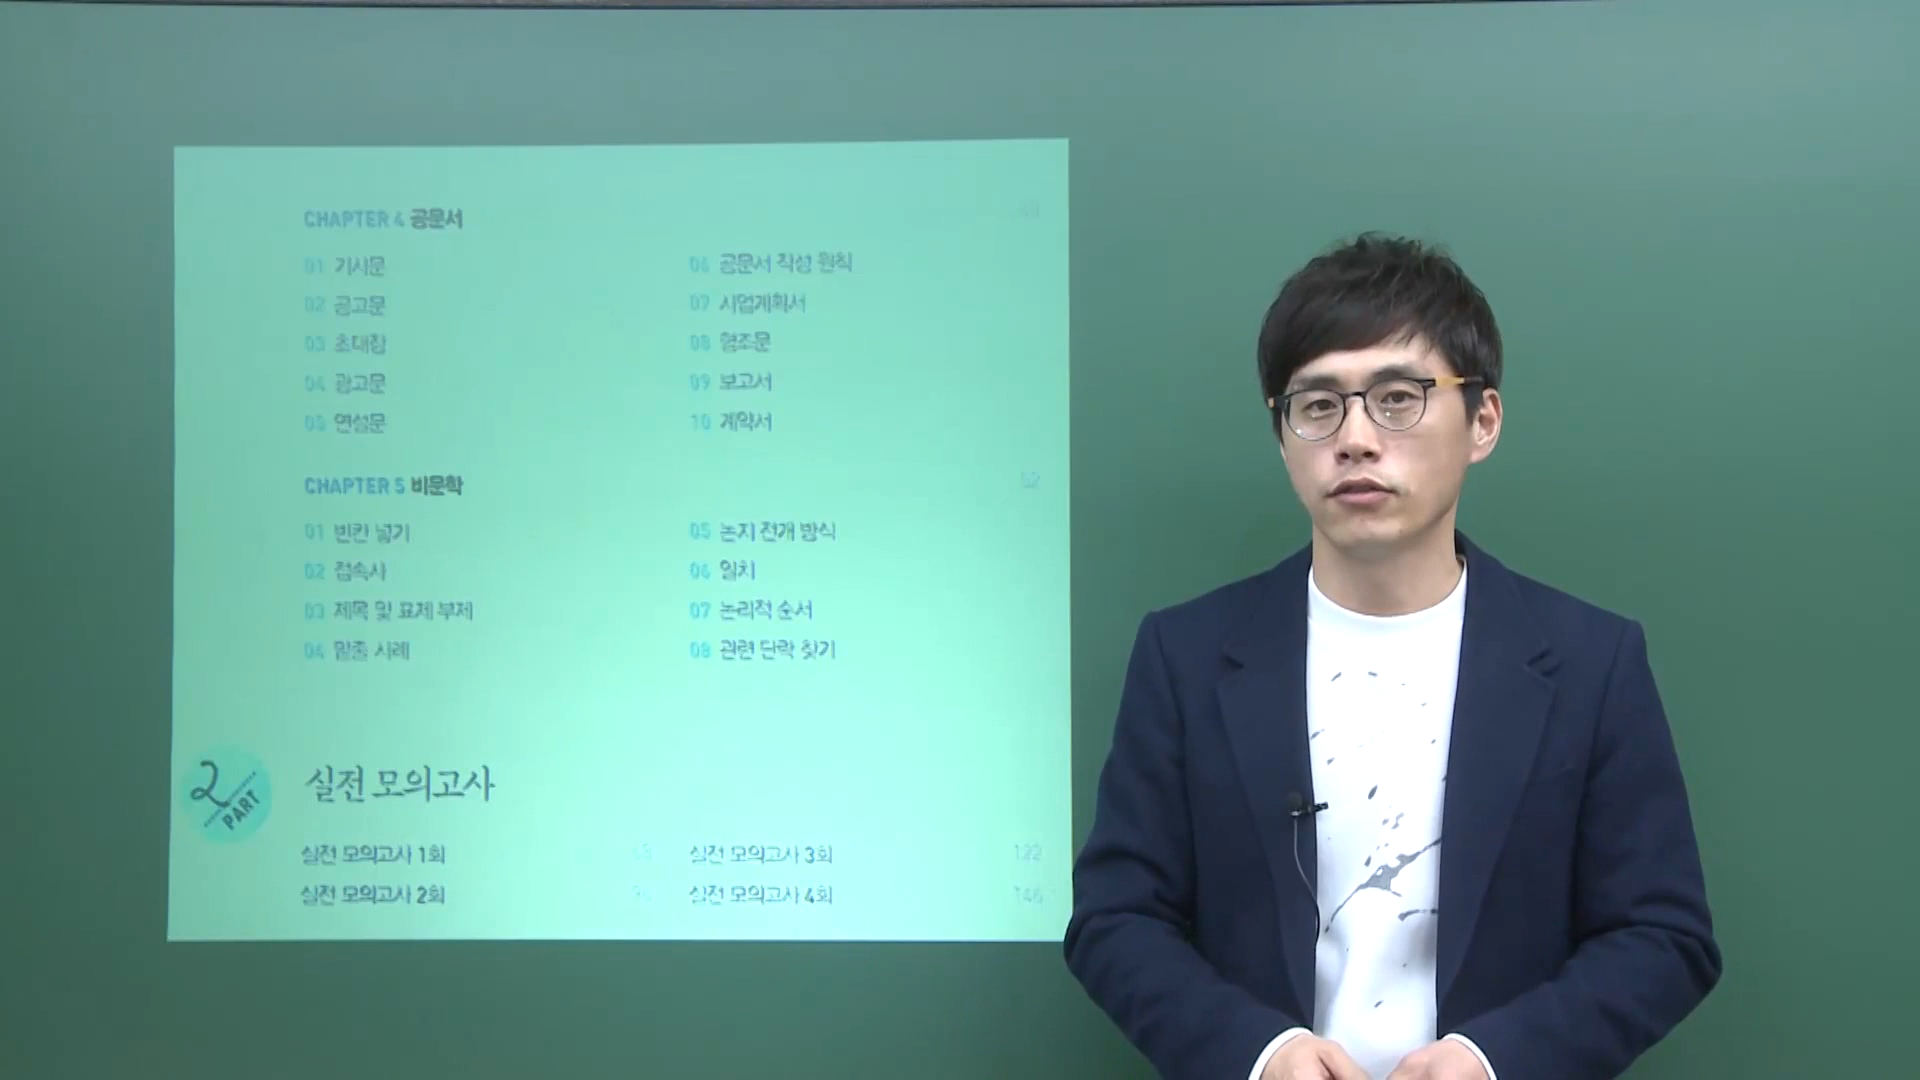 CHAPTER 4 공문서
01 기사문
02 공고문
03 초대장
04 광고문
05 연설문
06 공문서 작성 원칙
07 사업계획서
08 협조문
09 보고서
10 계약서
CHAPTER 5 비문학
52
01 빈칸 넣기
02 접속사
03 제목 및 표제 부제
04 밑줄 사례
05 논지 전개 방식
06 일치
07 논리적 순서
08 관련 단락 찾기
2 PART
실전 모의고사
실전 모의고사 1회
실전 모의고사 2회
실전 모의고사 3회 122
실전 모의고사 4회 146